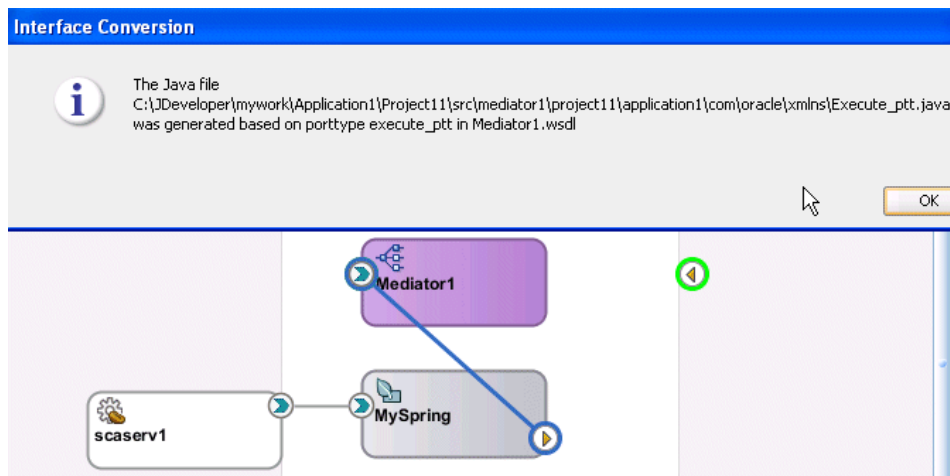 Interface Conversion
The Java file
C:\JDeveloper\mywork\Application1\Project11\src\mediator1\project11\application1\com\oracle\xmlns\Execute_ptt.java
was generated based on porttype execute_ptt in Mediator1.wsdl
OK
Mediator1
MySpring
scaserv1